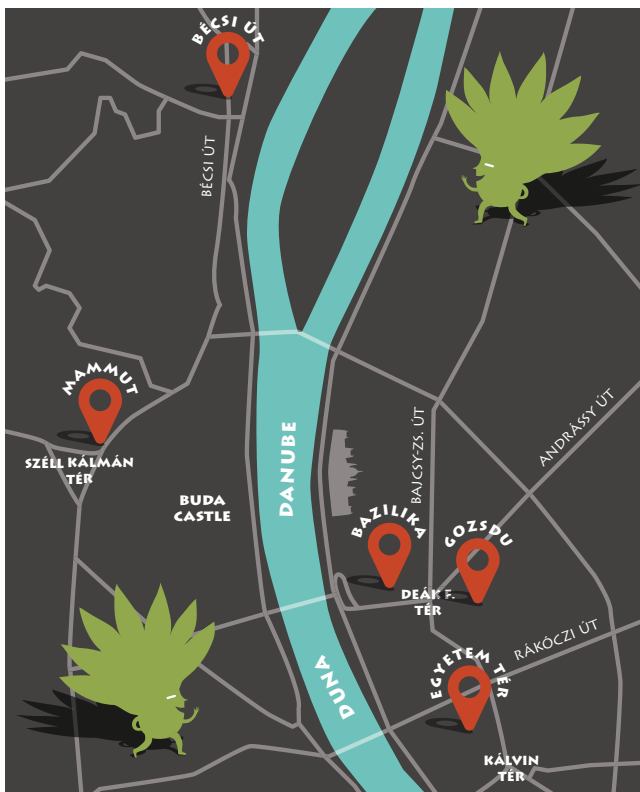 BÉCSI ÚT
BÉCSI ÚT
MAMMUT
SZÉLL KÁLMÁN
TÉR
BUDA
CASTLE
DANUBE
BAJCSY-ZS. ÚT
ANDRÁSSY ÚT
BAZILIKA
GOZSDU
DEÁK F.
TÉR
RÁKÓCZI ÚT
EGYETEM TÉR
DUNA
KÁLVIN
TÉR